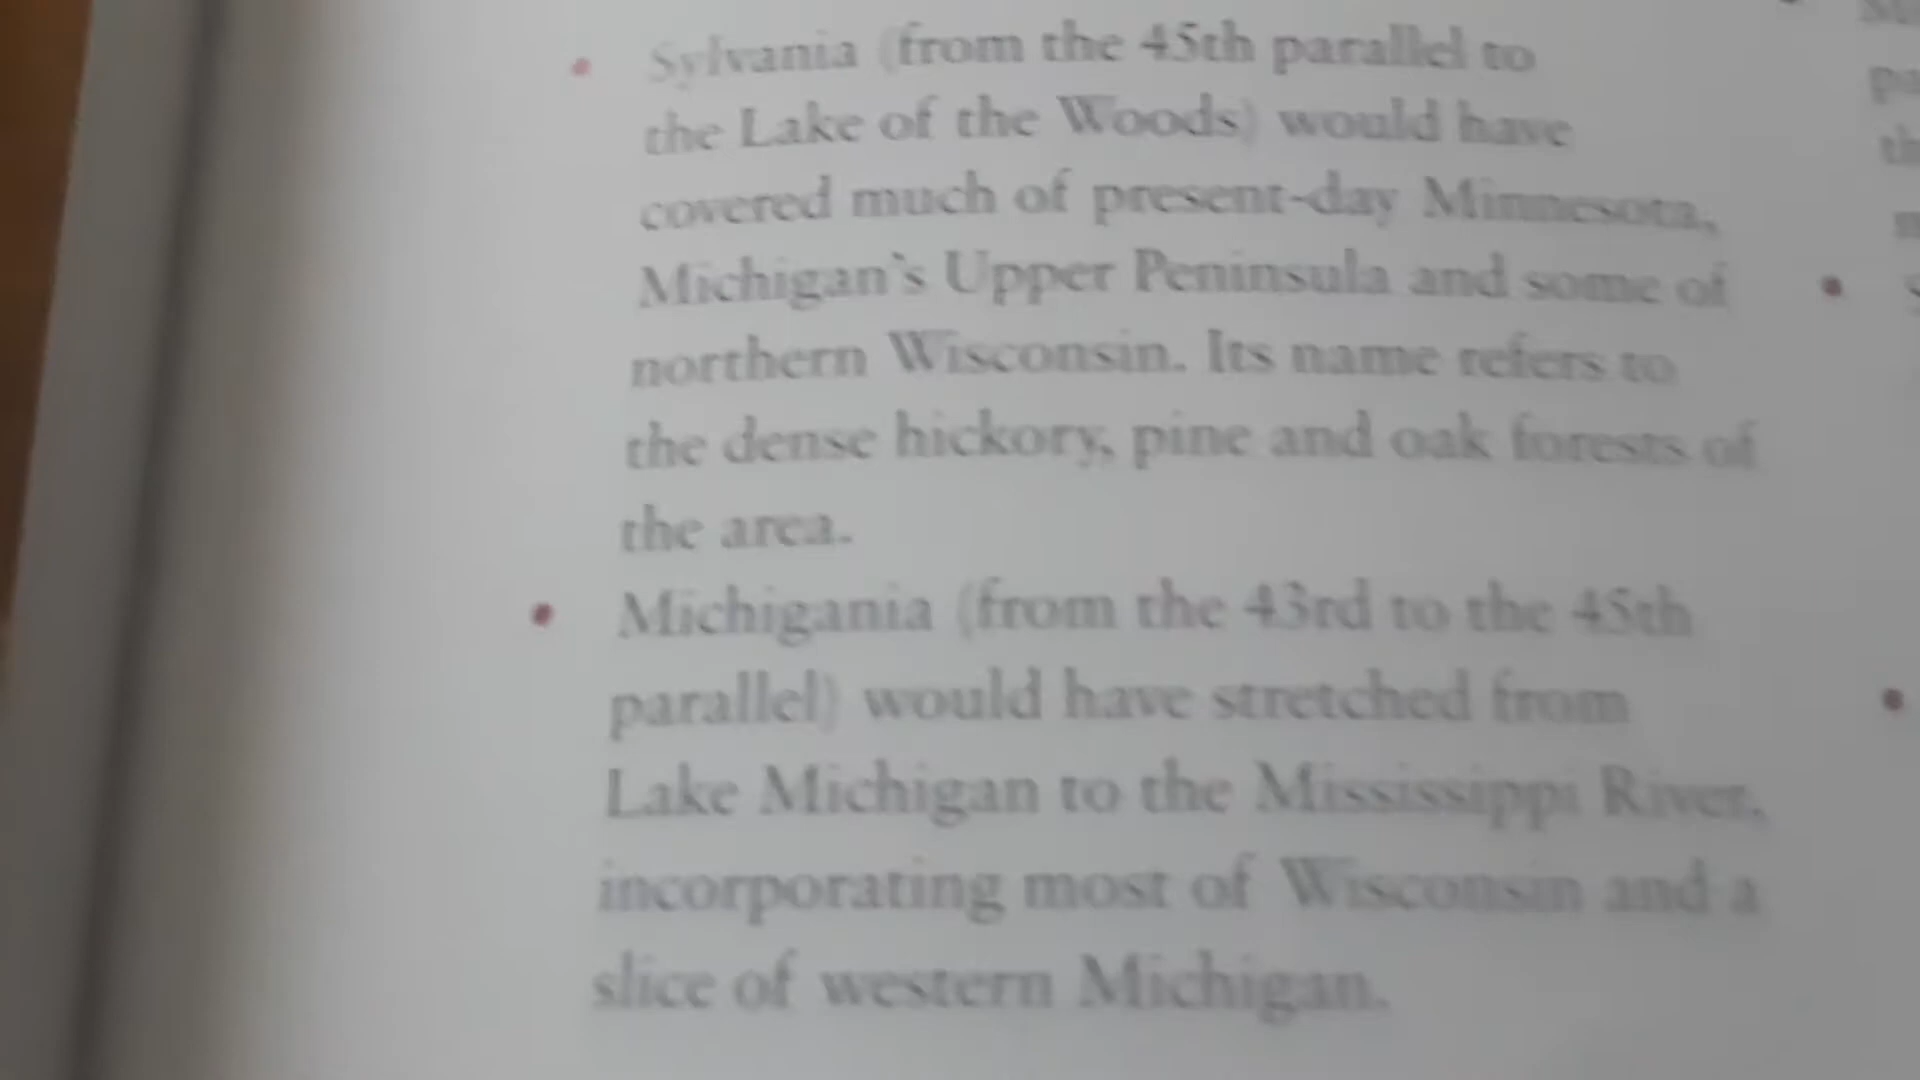 Sylvania (from the 45th parallel to
the Lake of the Woods) would have
covered much of present-day Minnesota,
Michigan's Upper Peninsula and some of
northern Wisconsin. Its name refers to
the dense hickory, pine and oak forests of
the area.
Michigania (from the 43rd to the 45th
parallel) would have stretched from
Lake Michigan to the Mississippi River,
incorporating most of Wisconsin and a
slice of western Michigan.